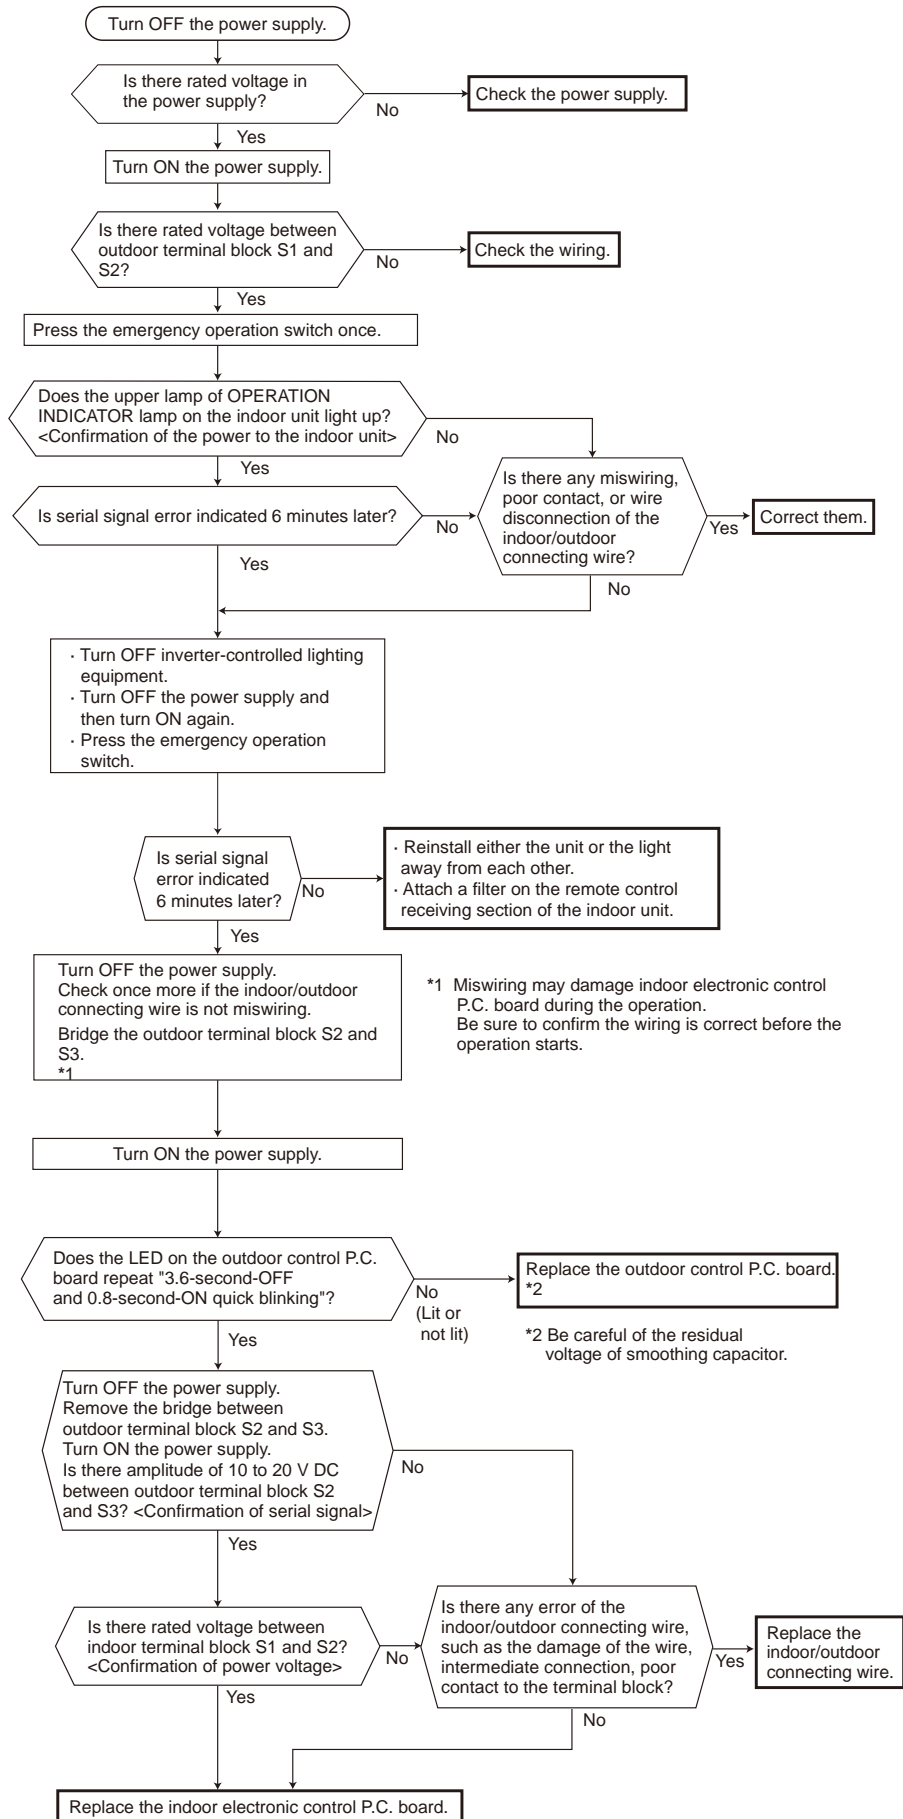 Turn OFF the power supply.
Is there rated voltage in
the power supply?
No
Check the power supply.
Yes
Turn ON the power supply.
Is there rated voltage between
outdoor terminal block S1 and
S2?
No
Check the wiring.
Yes
Press the emergency operation switch once.
Does the upper lamp of OPERATION
INDICATOR lamp on the indoor unit light up?
<Confirmation of the power to the indoor unit>
No
Yes
Is serial signal error indicated 6 minutes later?
No
Is there any miswiring,
poor contact, or wire
disconnection of the
indoor/outdoor
connecting wire?
Yes
Correct them.
Yes
No
· Turn OFF inverter-controlled lighting
equipment.
· Turn OFF the power supply and
then turn ON again.
· Press the emergency operation
switch.
Is serial signal
error indicated
6 minutes later?
No
· Reinstall either the unit or the light
away from each other.
· Attach a filter on the remote control
receiving section of the indoor unit.
Yes
Turn OFF the power supply.
Check once more if the indoor/outdoor
connecting wire is not miswiring.
Bridge the outdoor terminal block S2 and
S3.
*1
*1 Miswiring may damage indoor electronic control
P.C. board during the operation.
Be sure to confirm the wiring is correct before the
operation starts.
Turn ON the power supply.
Does the LED on the outdoor control P.C.
board repeat "3.6-second-OFF
and 0.8-second-ON quick blinking"?
No
(Lit or
not lit)
Replace the outdoor control P.C. board.
*2
*2 Be careful of the residual
voltage of smoothing capacitor.
Yes
Turn OFF the power supply.
Remove the bridge between
outdoor terminal block S2 and S3.
Turn ON the power supply.
Is there amplitude of 10 to 20 V DC
between outdoor terminal block S2
and S3? <Confirmation of serial signal>
No
Yes
Is there rated voltage between
indoor terminal block S1 and S2?
<Confirmation of power voltage>
No
Is there any error of the
indoor/outdoor connecting wire,
such as the damage of the wire,
intermediate connection, poor
contact to the terminal block?
Yes
Replace the
indoor/outdoor
connecting wire.
Yes
No
Replace the indoor electronic control P.C. board.